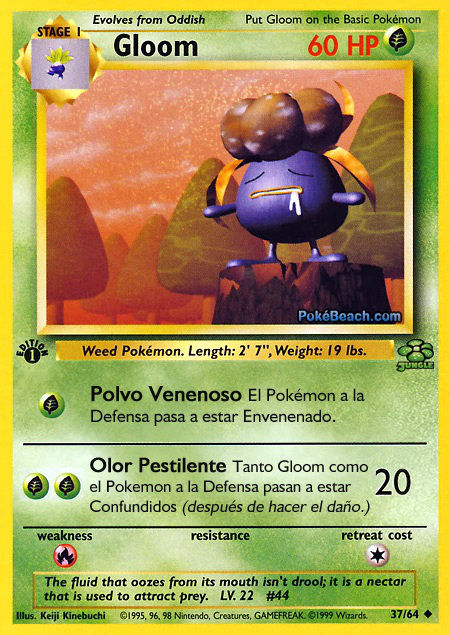 Evolves from Oddish
Put Gloom on the Basic Pokémon
STAGE 1
Gloom
60 HP
PokéBeach.com
EDITION
1
Weed Pokémon. Length: 2' 7", Weight: 19 lbs.
JUNGLE
Polvo Venenoso El Pokémon a la
Defensa pasa a estar Envenenado.
Olor Pestilente Tanto Gloom como
el Pokemon a la Defensa pasan a estar
Confundidos (después de hacer el daño.)
20
weakness
resistance
retreat cost
The fluid that oozes from its mouth isn't drool; it is a nectar
that is used to attract prey. LV. 22 #44
Illus. Keiji Kinebuchi
©1995, 96, 98 Nintendo, Creatures, GAMEFREAK. ©1999 Wizards.
37/64